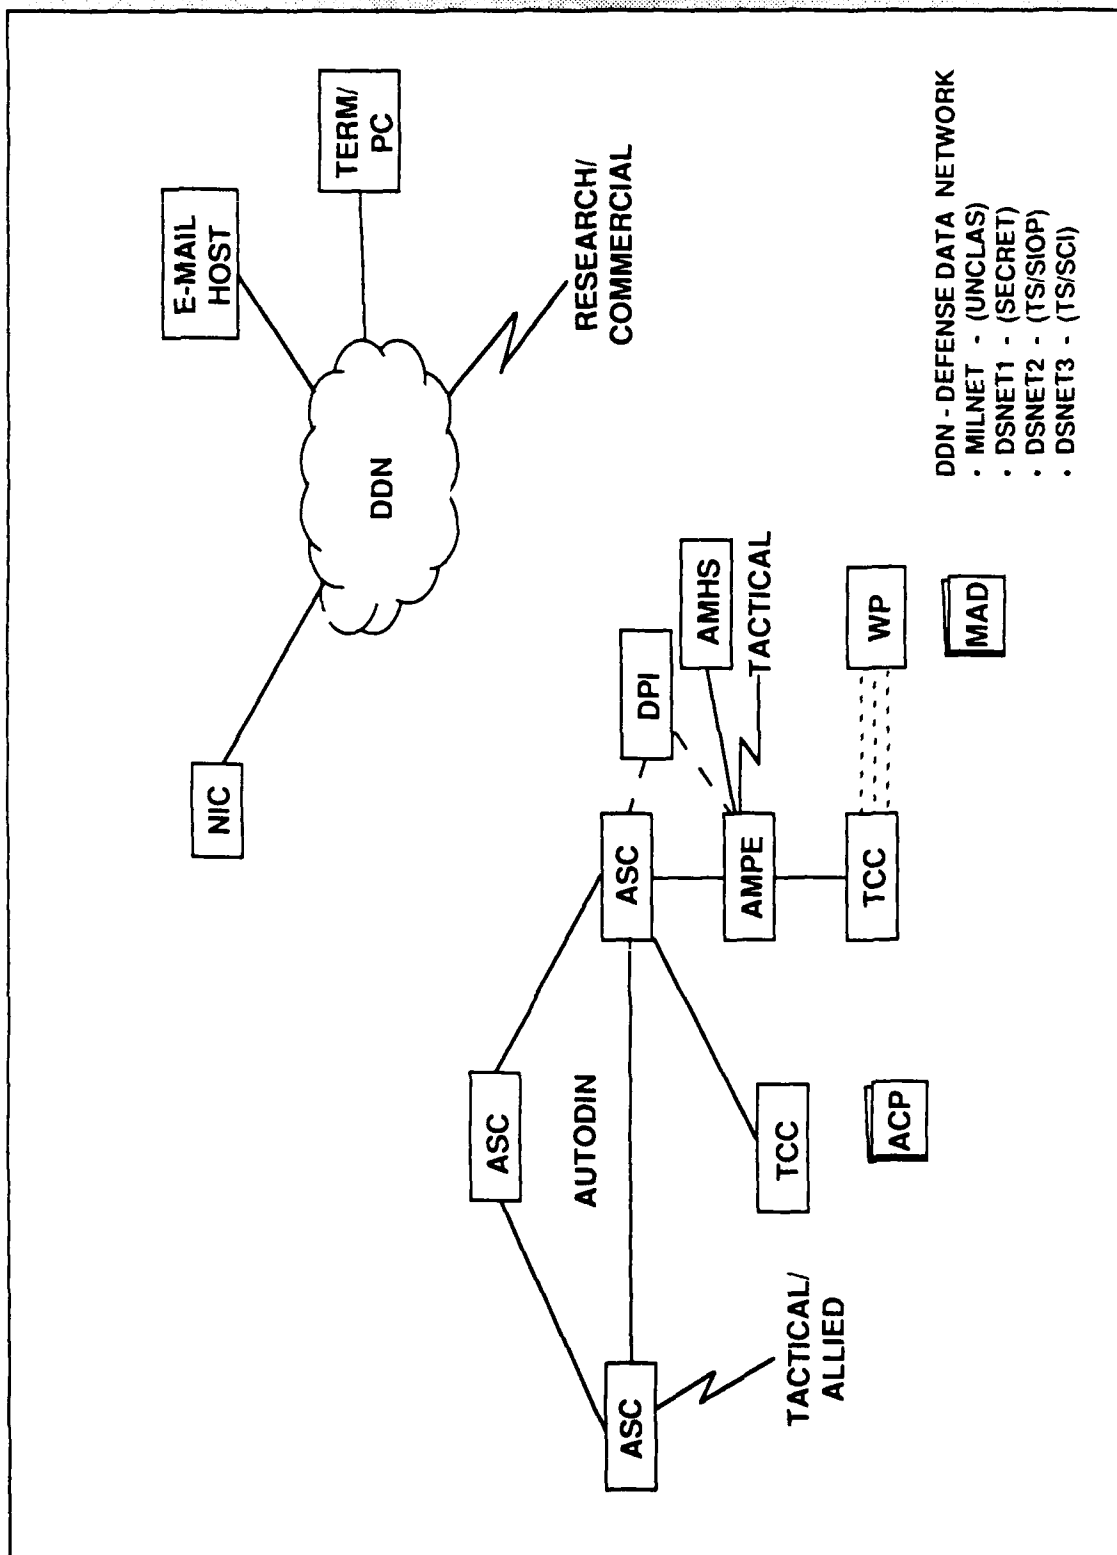 NIC
E-MAIL
HOST
TERM/
PC
DDN
RESEARCH/
COMMERCIAL
ASC
AUTODIN
ASC
ASC
DPI
AMHS
TACTICAL
AMPE
TCC
WP
TCC
TACTICAL/
ALLIED
ACP
MAD
DDN - DEFENSE DATA NETWORK
• MILNET - (UNCLAS)
• DSNET1 - (SECRET)
• DSNET2 - (TS/SIOP)
• DSNET3 - (TS/SCI)